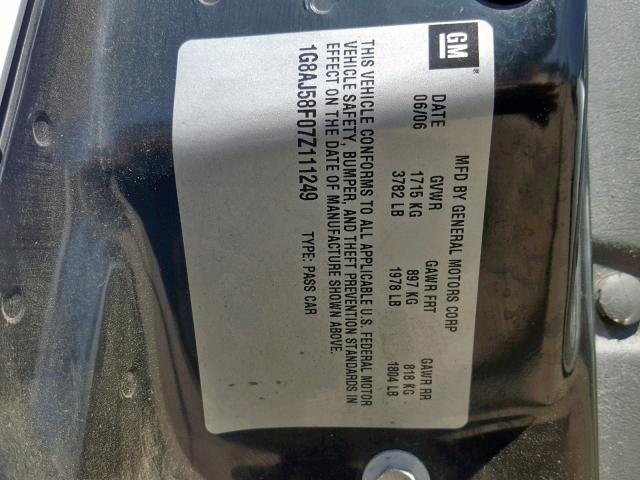 GM
®
MFD BY GENERAL MOTORS CORP
DATE GVWR GAWR FRT GAWR RR
06/06 1715 KG 897 KG 818 KG
3782 LB 1978 LB 1804 LB
THIS VEHICLE CONFORMS TO ALL APPLICABLE U.S. FEDERAL MOTOR
VEHICLE SAFETY, BUMPER, AND THEFT PREVENTION STANDARDS IN
EFFECT ON THE DATE OF MANUFACTURE SHOWN ABOVE.
1G8AJ58F07Z111249 TYPE: PASS CAR